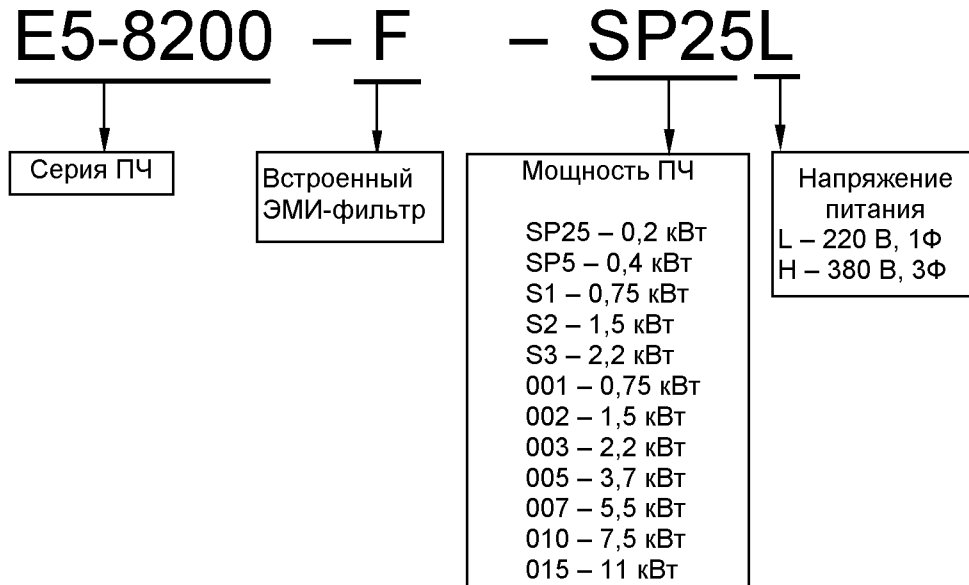 E5-8200 – F – SP25L
Серия ПЧ
Встроенный
ЭМИ-фильтр
Мощность ПЧ
SP25 – 0,2 кВт
SP5 – 0,4 кВт
S1 – 0,75 кВт
S2 – 1,5 кВт
S3 – 2,2 кВт
001 – 0,75 кВт
002 – 1,5 кВт
003 – 2,2 кВт
005 – 3,7 кВт
007 – 5,5 кВт
010 – 7,5 кВт
015 – 11 кВт
Напряжение
питания
L – 220 В, 1Ф
H – 380 В, 3Ф